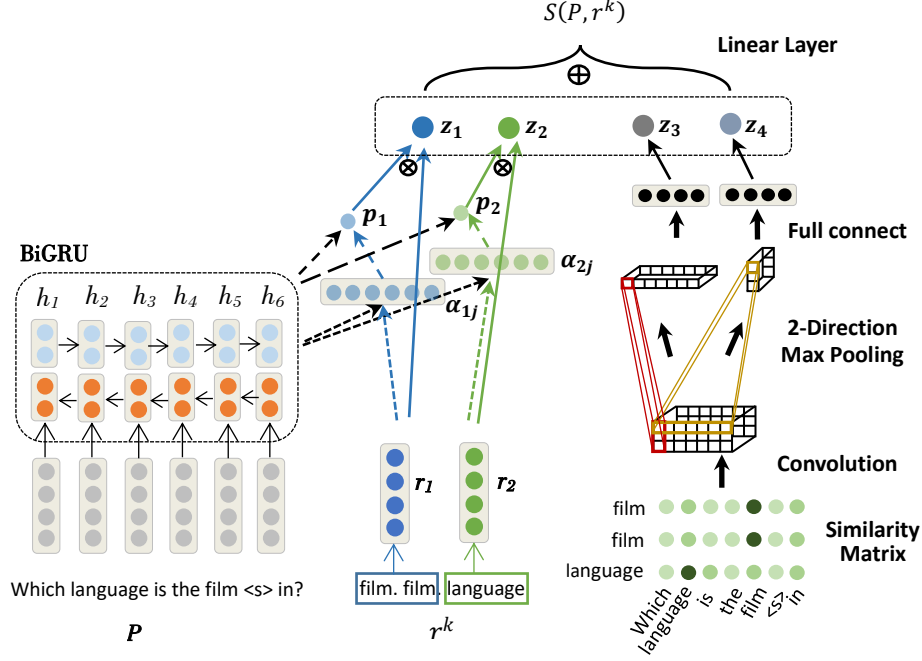 S(P, r^k)
Linear Layer
⊕
z₁ z₂ z₃ z₄
⊗ ⊗
p₁ p₂
Full connect
BiGRU
α₂ⱼ
h₁ h₂ h₃ h₄ h₅ h₆
α₁ⱼ
2-Direction
Max Pooling
Convolution
r₁ r₂
film
film
language
Similarity
Matrix
Which language is the film <s> in?
film. film. language
Which language is the film <s> in
P
r^k